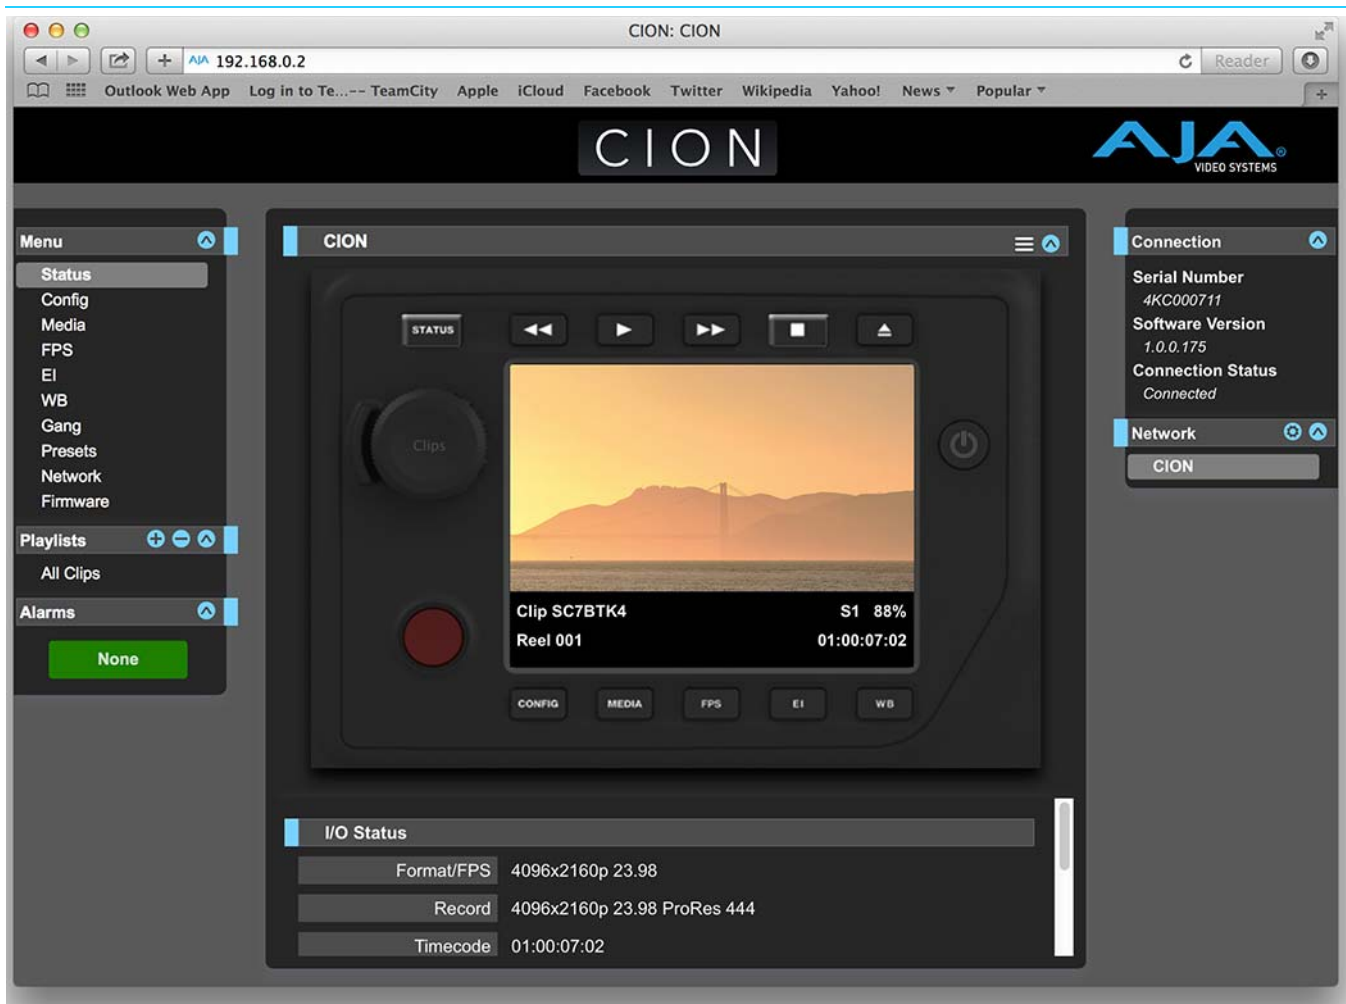 CION: CION
AJA 192.168.0.2
Reader
Outlook Web App Log in to Te...-- TeamCity Apple iCloud Facebook Twitter Wikipedia Yahoo! News Popular
CION
AJA
VIDEO SYSTEMS
Menu
Status
Config
Media
FPS
EI
WB
Gang
Presets
Network
Firmware
Playlists
All Clips
Alarms
None
CION
STATUS
Clips
Clip SC7BTK4 S1 88%
Reel 001 01:00:07:02
CONFIG MEDIA FPS EI WB
I/O Status
Format/FPS 4096x2160p 23.98
Record 4096x2160p 23.98 ProRes 444
Timecode 01:00:07:02
Connection
Serial Number
4KC000711
Software Version
1.0.0.175
Connection Status
Connected
Network
CION